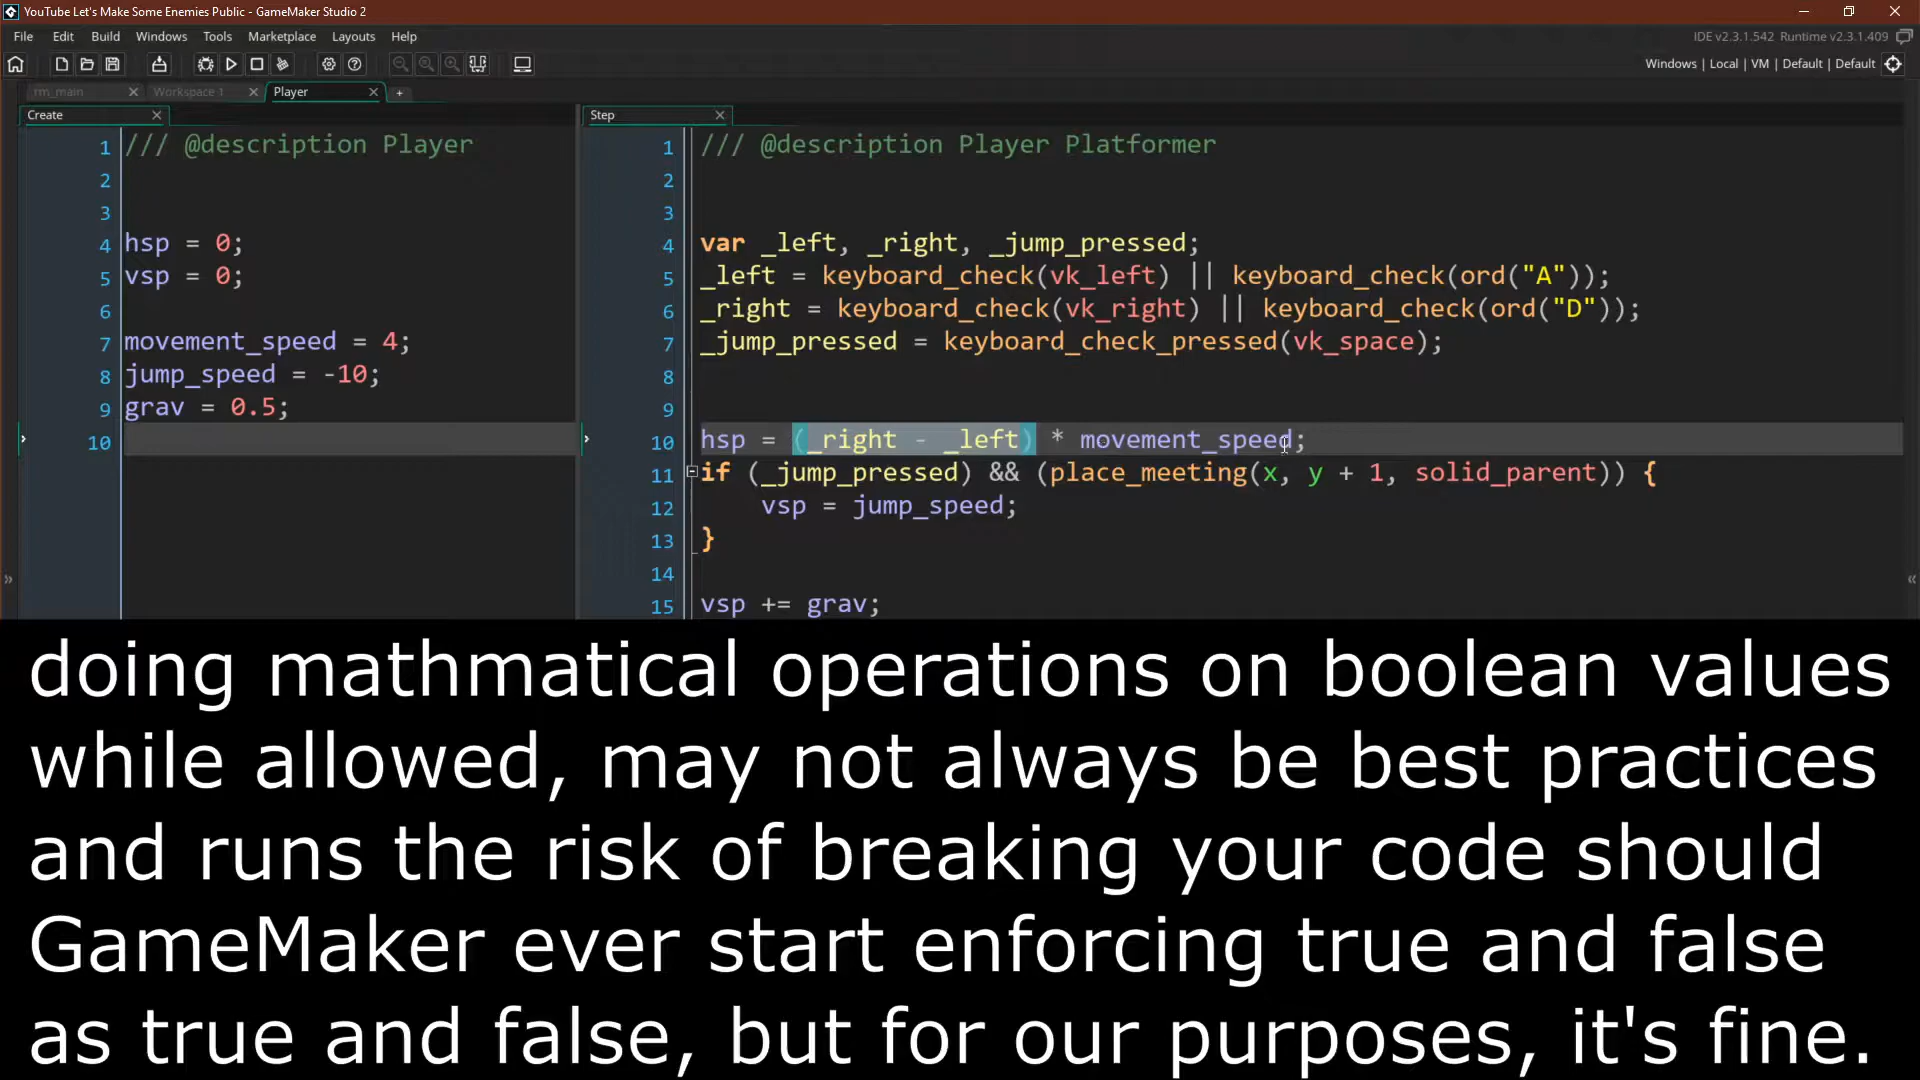 YouTube Let's Make Some Enemies Public - GameMaker Studio 2
File Edit Build Windows Tools Marketplace Layouts Help
IDE v2.3.1.542 Runtime v2.3.1.409
Windows | Local | VM | Default | Default
rm_main Workspace 1 Player +
Create
1 /// @description Player
2
3
4 hsp = 0;
5 vsp = 0;
6
7 movement_speed = 4;
8 jump_speed = -10;
9 grav = 0.5;
10
Step
1 /// @description Player Platformer
2
3
4 var _left, _right, _jump_pressed;
5 _left = keyboard_check(vk_left) || keyboard_check(ord("A"));
6 _right = keyboard_check(vk_right) || keyboard_check(ord("D"));
7 _jump_pressed = keyboard_check_pressed(vk_space);
8
9
10 hsp = (_right - _left) * movement_speed;
11 if (_jump_pressed) && (place_meeting(x, y + 1, solid_parent)) {
12 vsp = jump_speed;
13 }
14
15 vsp += grav;
doing mathmatical operations on boolean values
while allowed, may not always be best practices
and runs the risk of breaking your code should
GameMaker ever start enforcing true and false
as true and false, but for our purposes, it's fine.